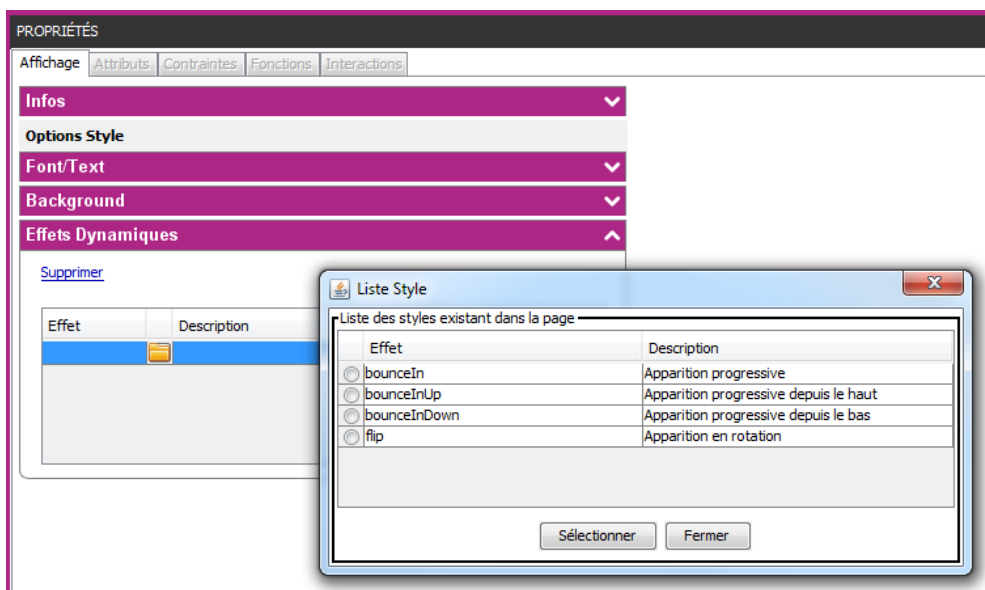 PROPRIÉTÉS
Affichage Attributs Contraintes Fonctions Interactions
Infos
Options Style
Font/Text
Background
Effets Dynamiques
Supprimer
Effet Description
Liste Style
Liste des styles existant dans la page
Effet Description
bounceIn Apparition progressive
bounceInUp Apparition progressive depuis le haut
bounceInDown Apparition progressive depuis le bas
flip Apparition en rotation
Sélectionner Fermer